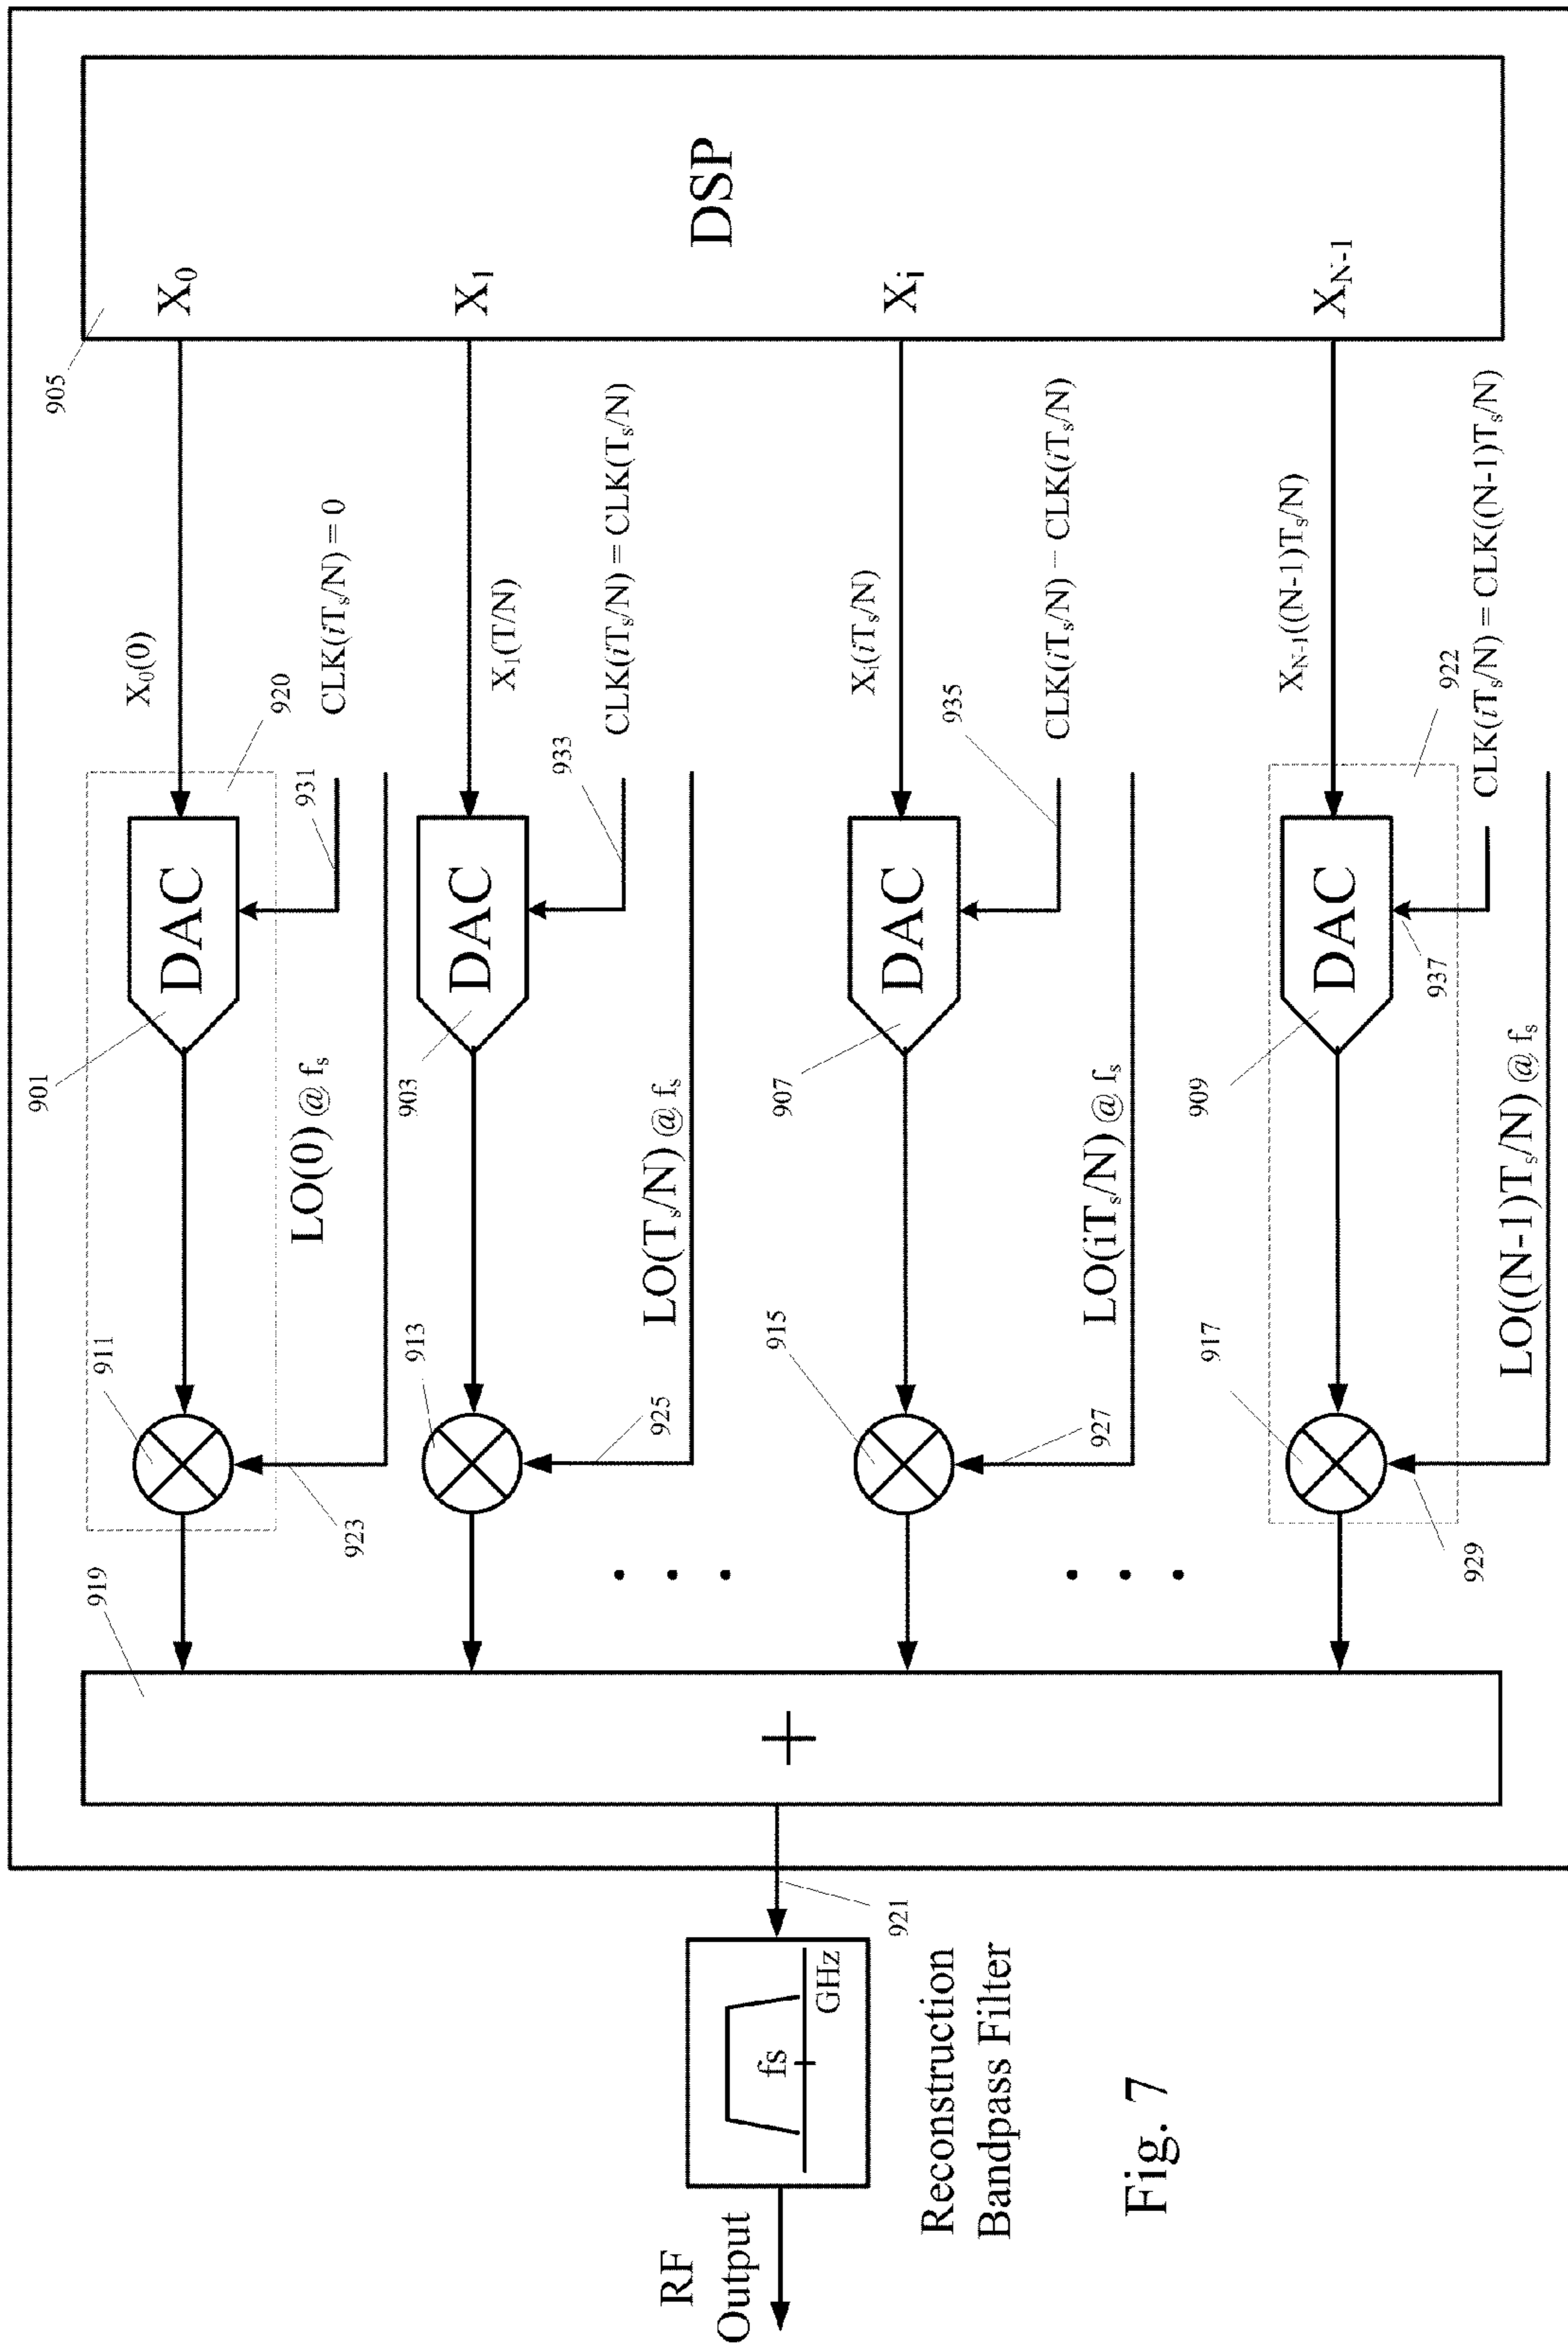 901
905
919
911
X₀(0)
DAC
X₀
920
LO(0) @ fₛ
931
CLK(iTₛ/N) = 0
923
913
903
DAC
X₁
X₁(T/N)
933
CLK(iTₛ/N) = CLK(Tₛ/N)
925
LO(Tₛ/N) @ fₛ
RF
Output
DSP
+
fs
GHz
915
907
Xᵢ(iTₛ/N)
DAC
Xᵢ
921
935
Reconstruction
Bandpass Filter
CLK(iTₛ/N) – CLK(iTₛ/N)
927
LO(iTₛ/N) @ fₛ
Fig. 7
917
909
X_N-1((N-1)Tₛ/N)
DAC
X_N-1
922
937
929
CLK(iTₛ/N) = CLK((N-1)Tₛ/N)
LO((N-1)Tₛ/N) @ fₛ